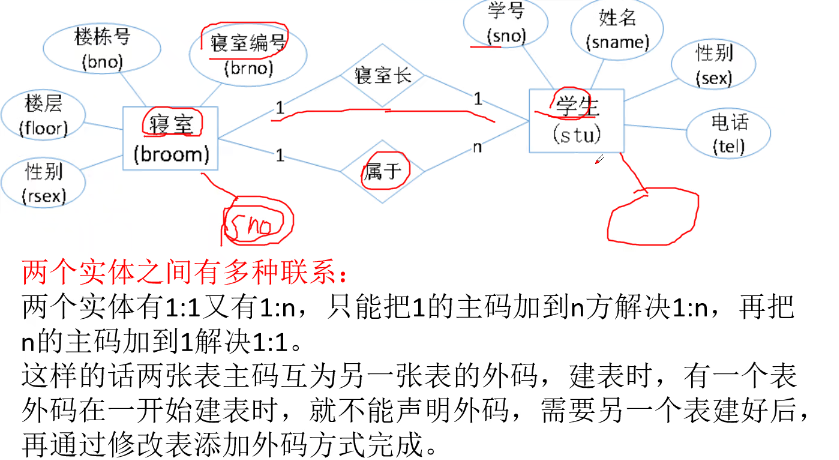 楼栋号
(bno)
寝室编号
(brno)
楼层
(floor)
寝室
(broom)
性别
(rsex)
sno
1
寝室长
1
1
属于
n
学号
(sno)
姓名
(sname)
性别
(sex)
学生
(stu)
电话
(tel)
两个实体之间有多种联系：
两个实体有1:1又有1:n，只能把1的主码加到n方解决1:n，再把
n的主码加到1解决1:1。
这样的话两张表主码互为另一张表的外码，建表时，有一个表
外码在一开始建表时，就不能声明外码，需要另一个表建好后，
再通过修改表添加外码方式完成。